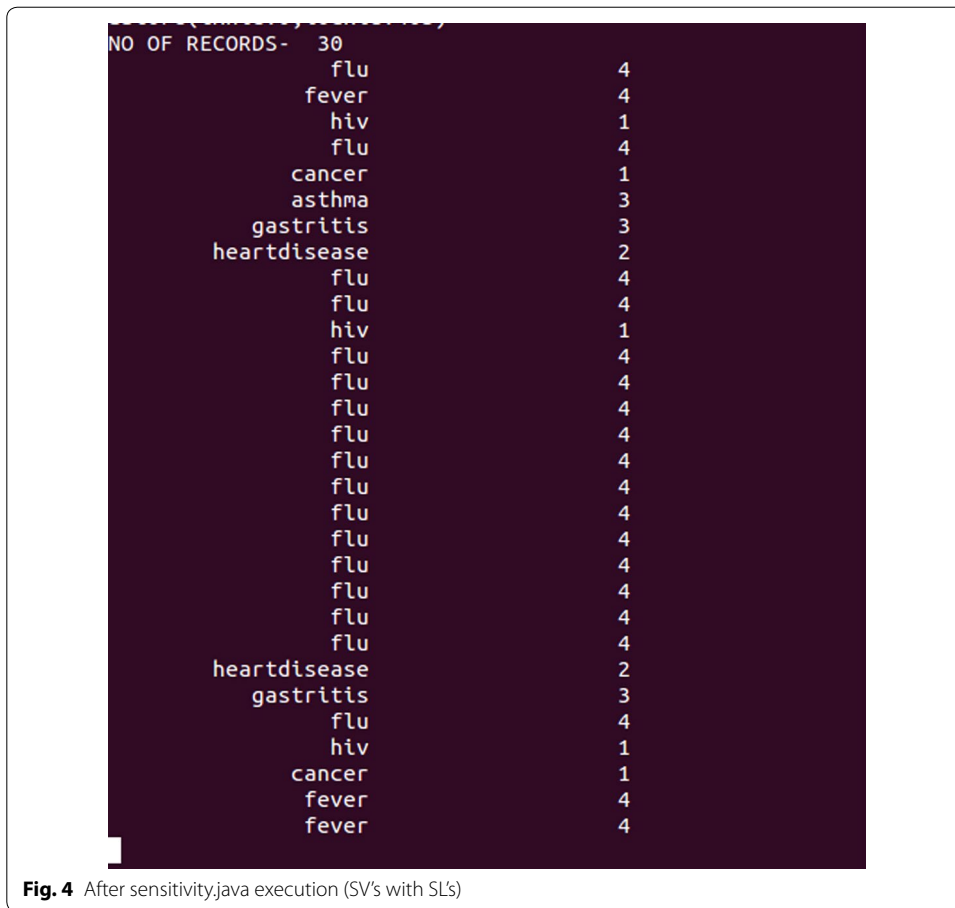 NO OF RECORDS- 30
flu 4
fever 4
hiv 1
flu 4
cancer 1
asthma 3
gastritis 3
heartdisease 2
flu 4
flu 4
hiv 1
flu 4
flu 4
flu 4
flu 4
flu 4
flu 4
flu 4
flu 4
flu 4
flu 4
flu 4
flu 4
heartdisease 2
gastritis 3
flu 4
hiv 1
cancer 1
fever 4
fever 4
Fig. 4 After sensitivity.java execution (SV's with SL's)